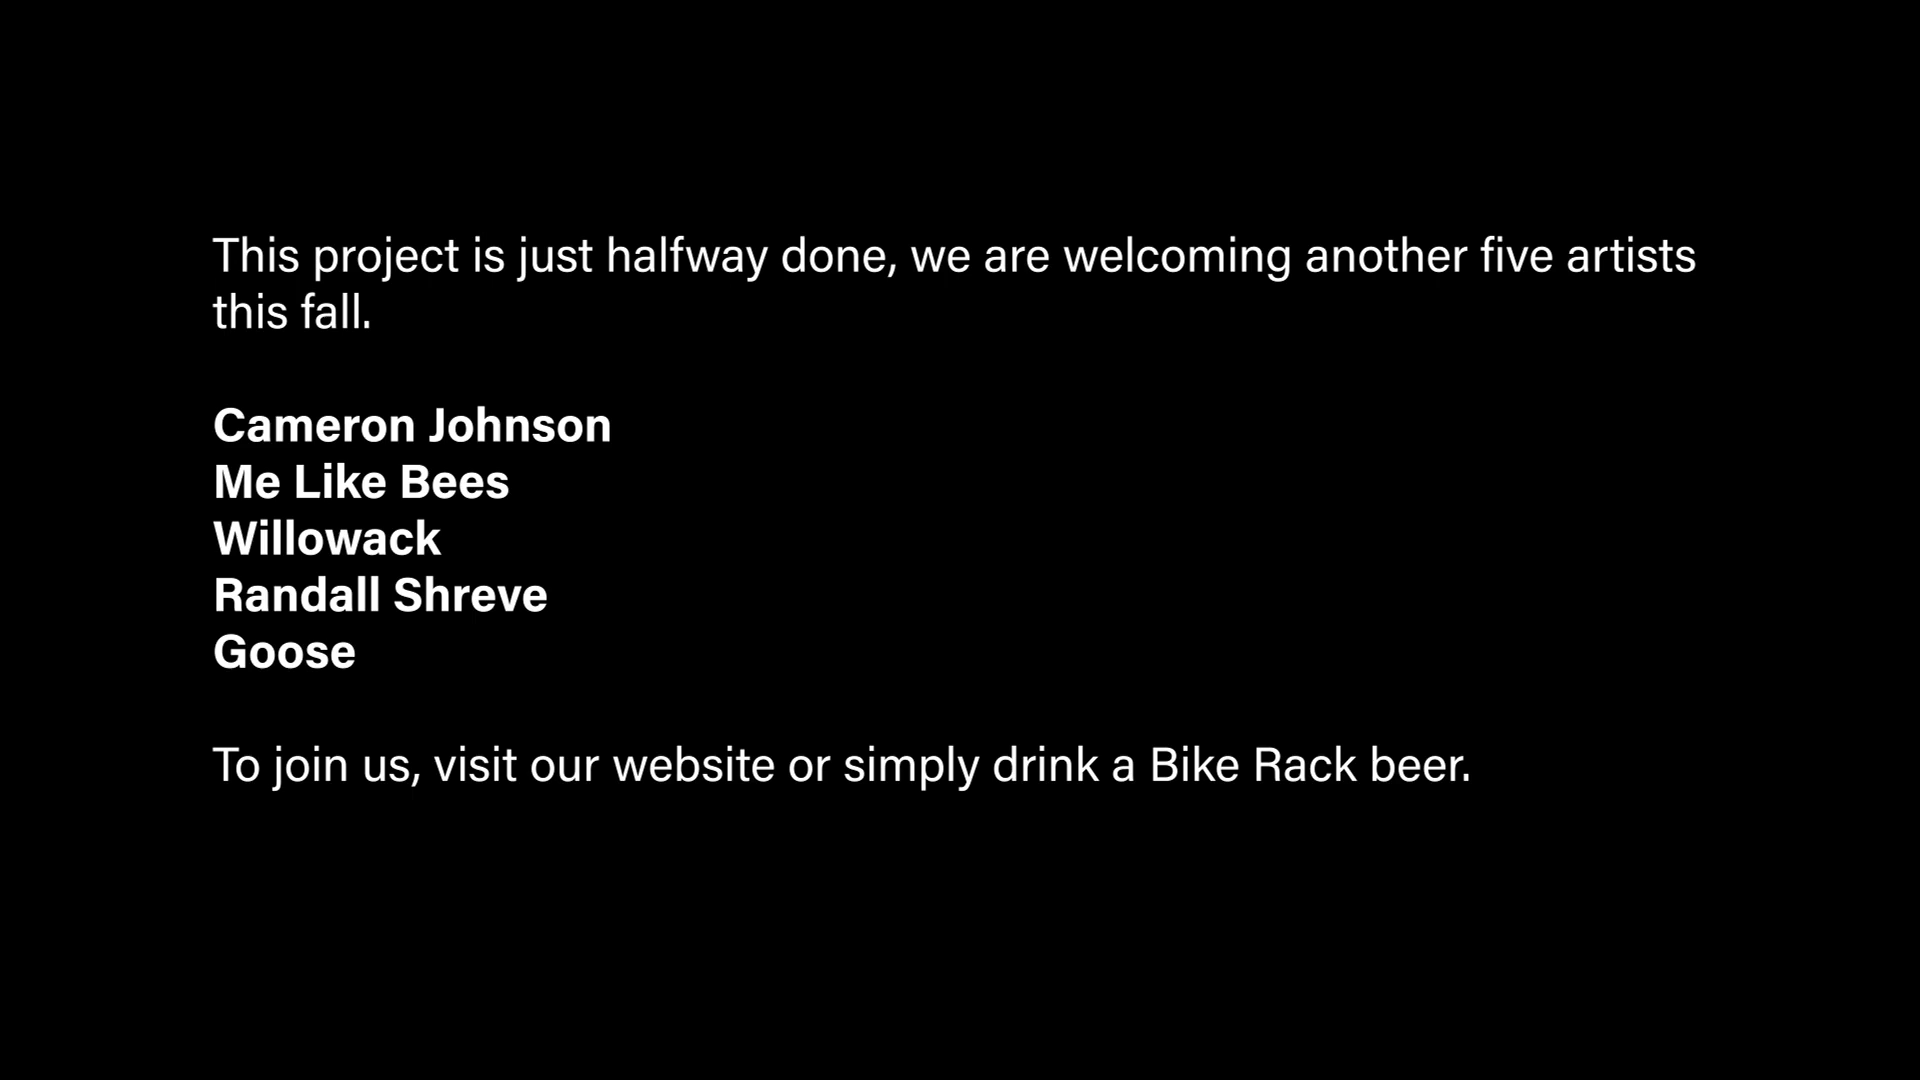 This project is just halfway done, we are welcoming another five artists
this fall.
Cameron Johnson
Me Like Bees
Willowack
Randall Shreve
Goose
To join us, visit our website or simply drink a Bike Rack beer.